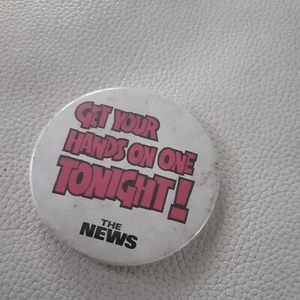 GET YOUR
HANDS ON ONE
TONIGHT!
THE
NEWS